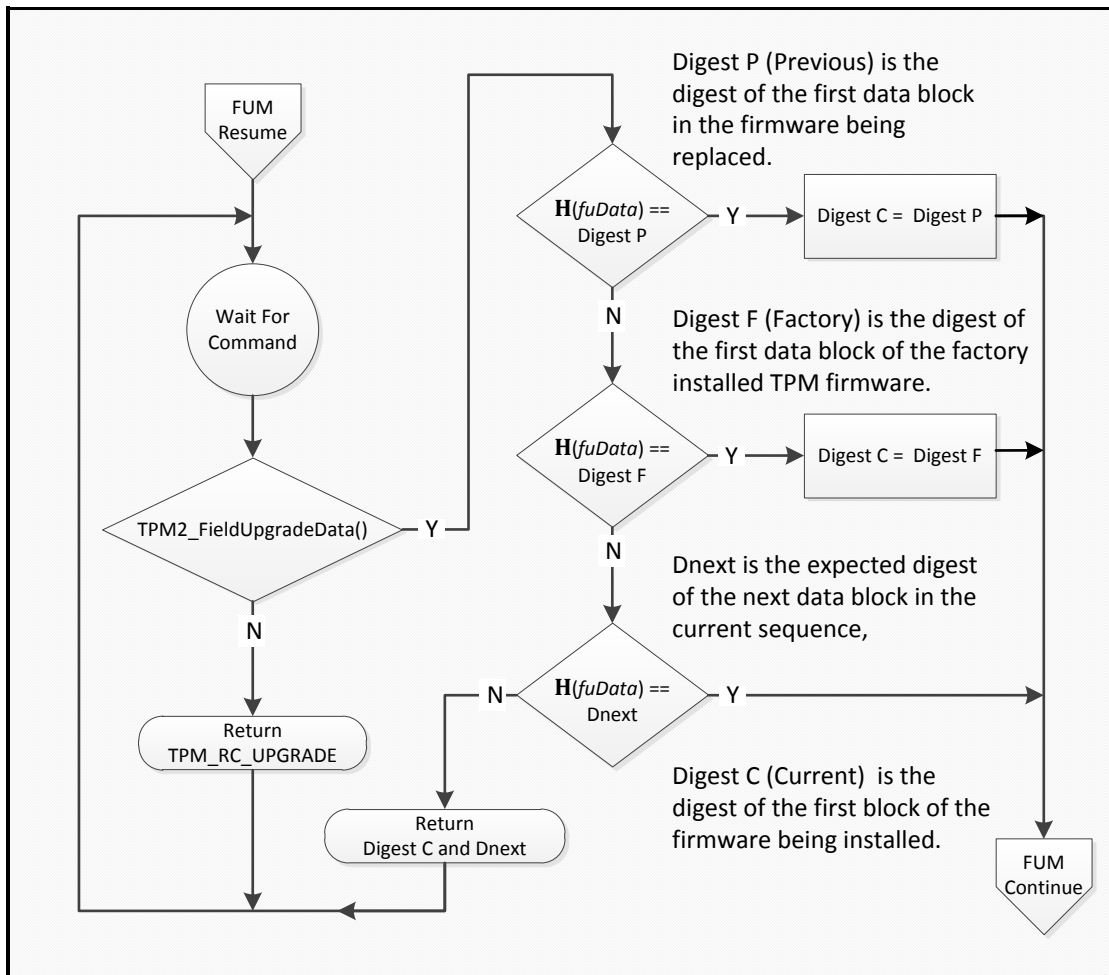 FUM
Resume
Wait For
Command
TPM2_FieldUpgradeData()
Y
N
Return
TPM_RC_UPGRADE
Digest P (Previous) is the
digest of the first data block
in the firmware being
replaced.
H(fuData) ==
Digest P
Y
Digest C = Digest P
N
Digest F (Factory) is the digest of
the first data block of the factory
installed TPM firmware.
H(fuData) ==
Digest F
Y
Digest C = Digest F
N
Dnext is the expected digest
of the next data block in the
current sequence,
H(fuData) ==
Dnext
N
Y
Return
Digest C and Dnext
Digest C (Current) is the
digest of the first block of the
firmware being installed.
FUM
Continue